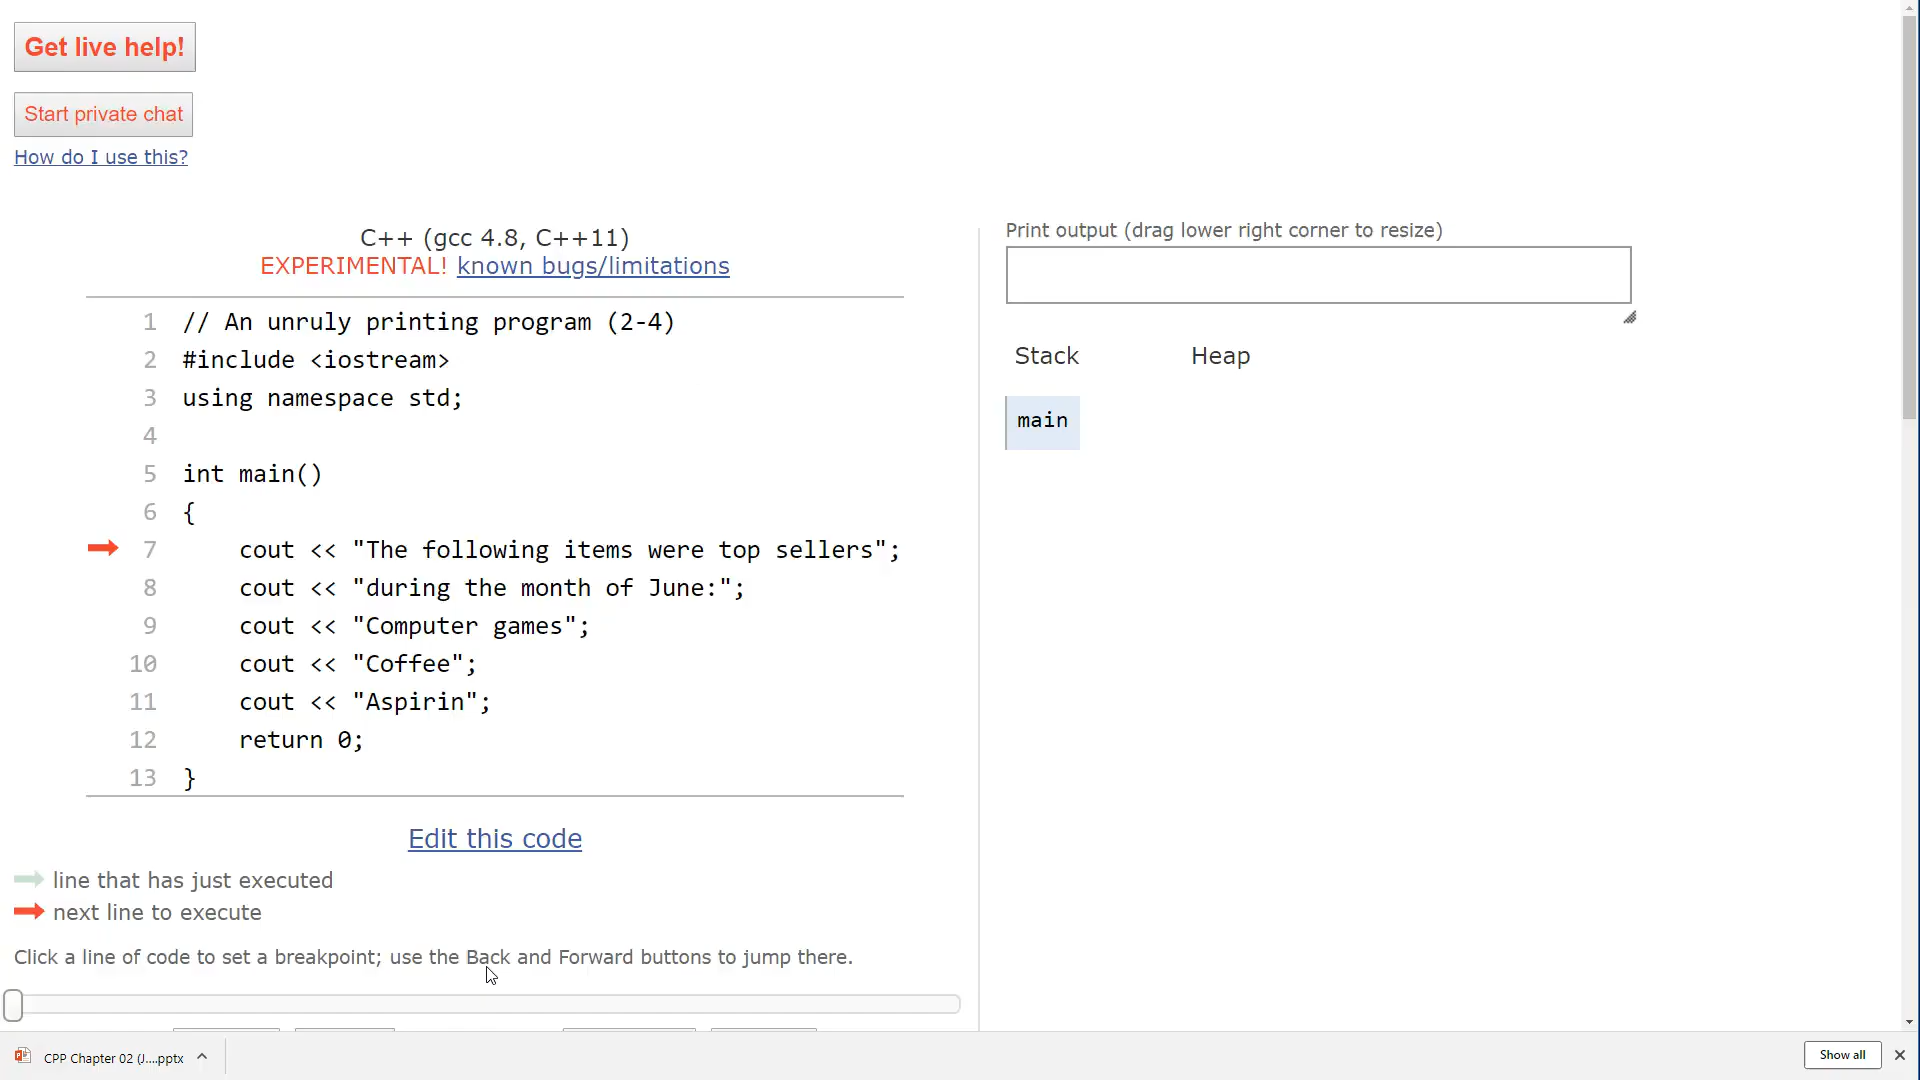 Get live help!
Start private chat
How do I use this?
C++ (gcc 4.8, C++11)
EXPERIMENTAL! known bugs/limitations
1 // An unruly printing program (2-4)
2 #include <iostream>
3 using namespace std;
4
5 int main()
6 {
7     cout << "The following items were top sellers";
8     cout << "during the month of June:";
9     cout << "Computer games";
10     cout << "Coffee";
11     cout << "Aspirin";
12     return 0;
13 }
Edit this code
line that has just executed
next line to execute
Click a line of code to set a breakpoint; use the Back and Forward buttons to jump there.
Print output (drag lower right corner to resize)
Stack Heap
main
CPP Chapter 02 (J....pptx
Show all